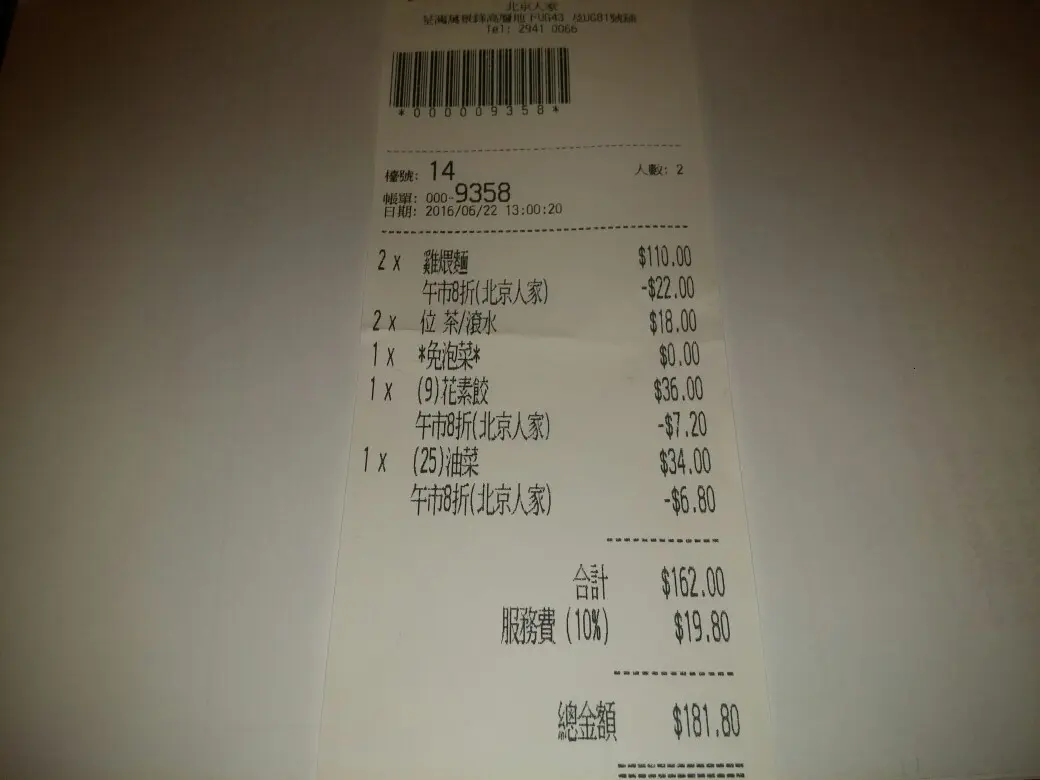 北京人家
Tel: 2941 0066
*000009358*
檯號: 14 人數: 2
帳單: 000-9358
日期: 2016/06/22 13:00:20
2 x 雞煨麵 $110.00
午市8折(北京人家) -$22.00
2 x 位 茶/滾水 $18.00
1 x *免泡菜* $0.00
1 x (9)花素餃 $36.00
午市8折(北京人家) -$7.20
1 x (25)油菜 $34.00
午市8折(北京人家) -$6.80
合計 $162.00
服務費 (10%) $19.80
總金額 $181.80